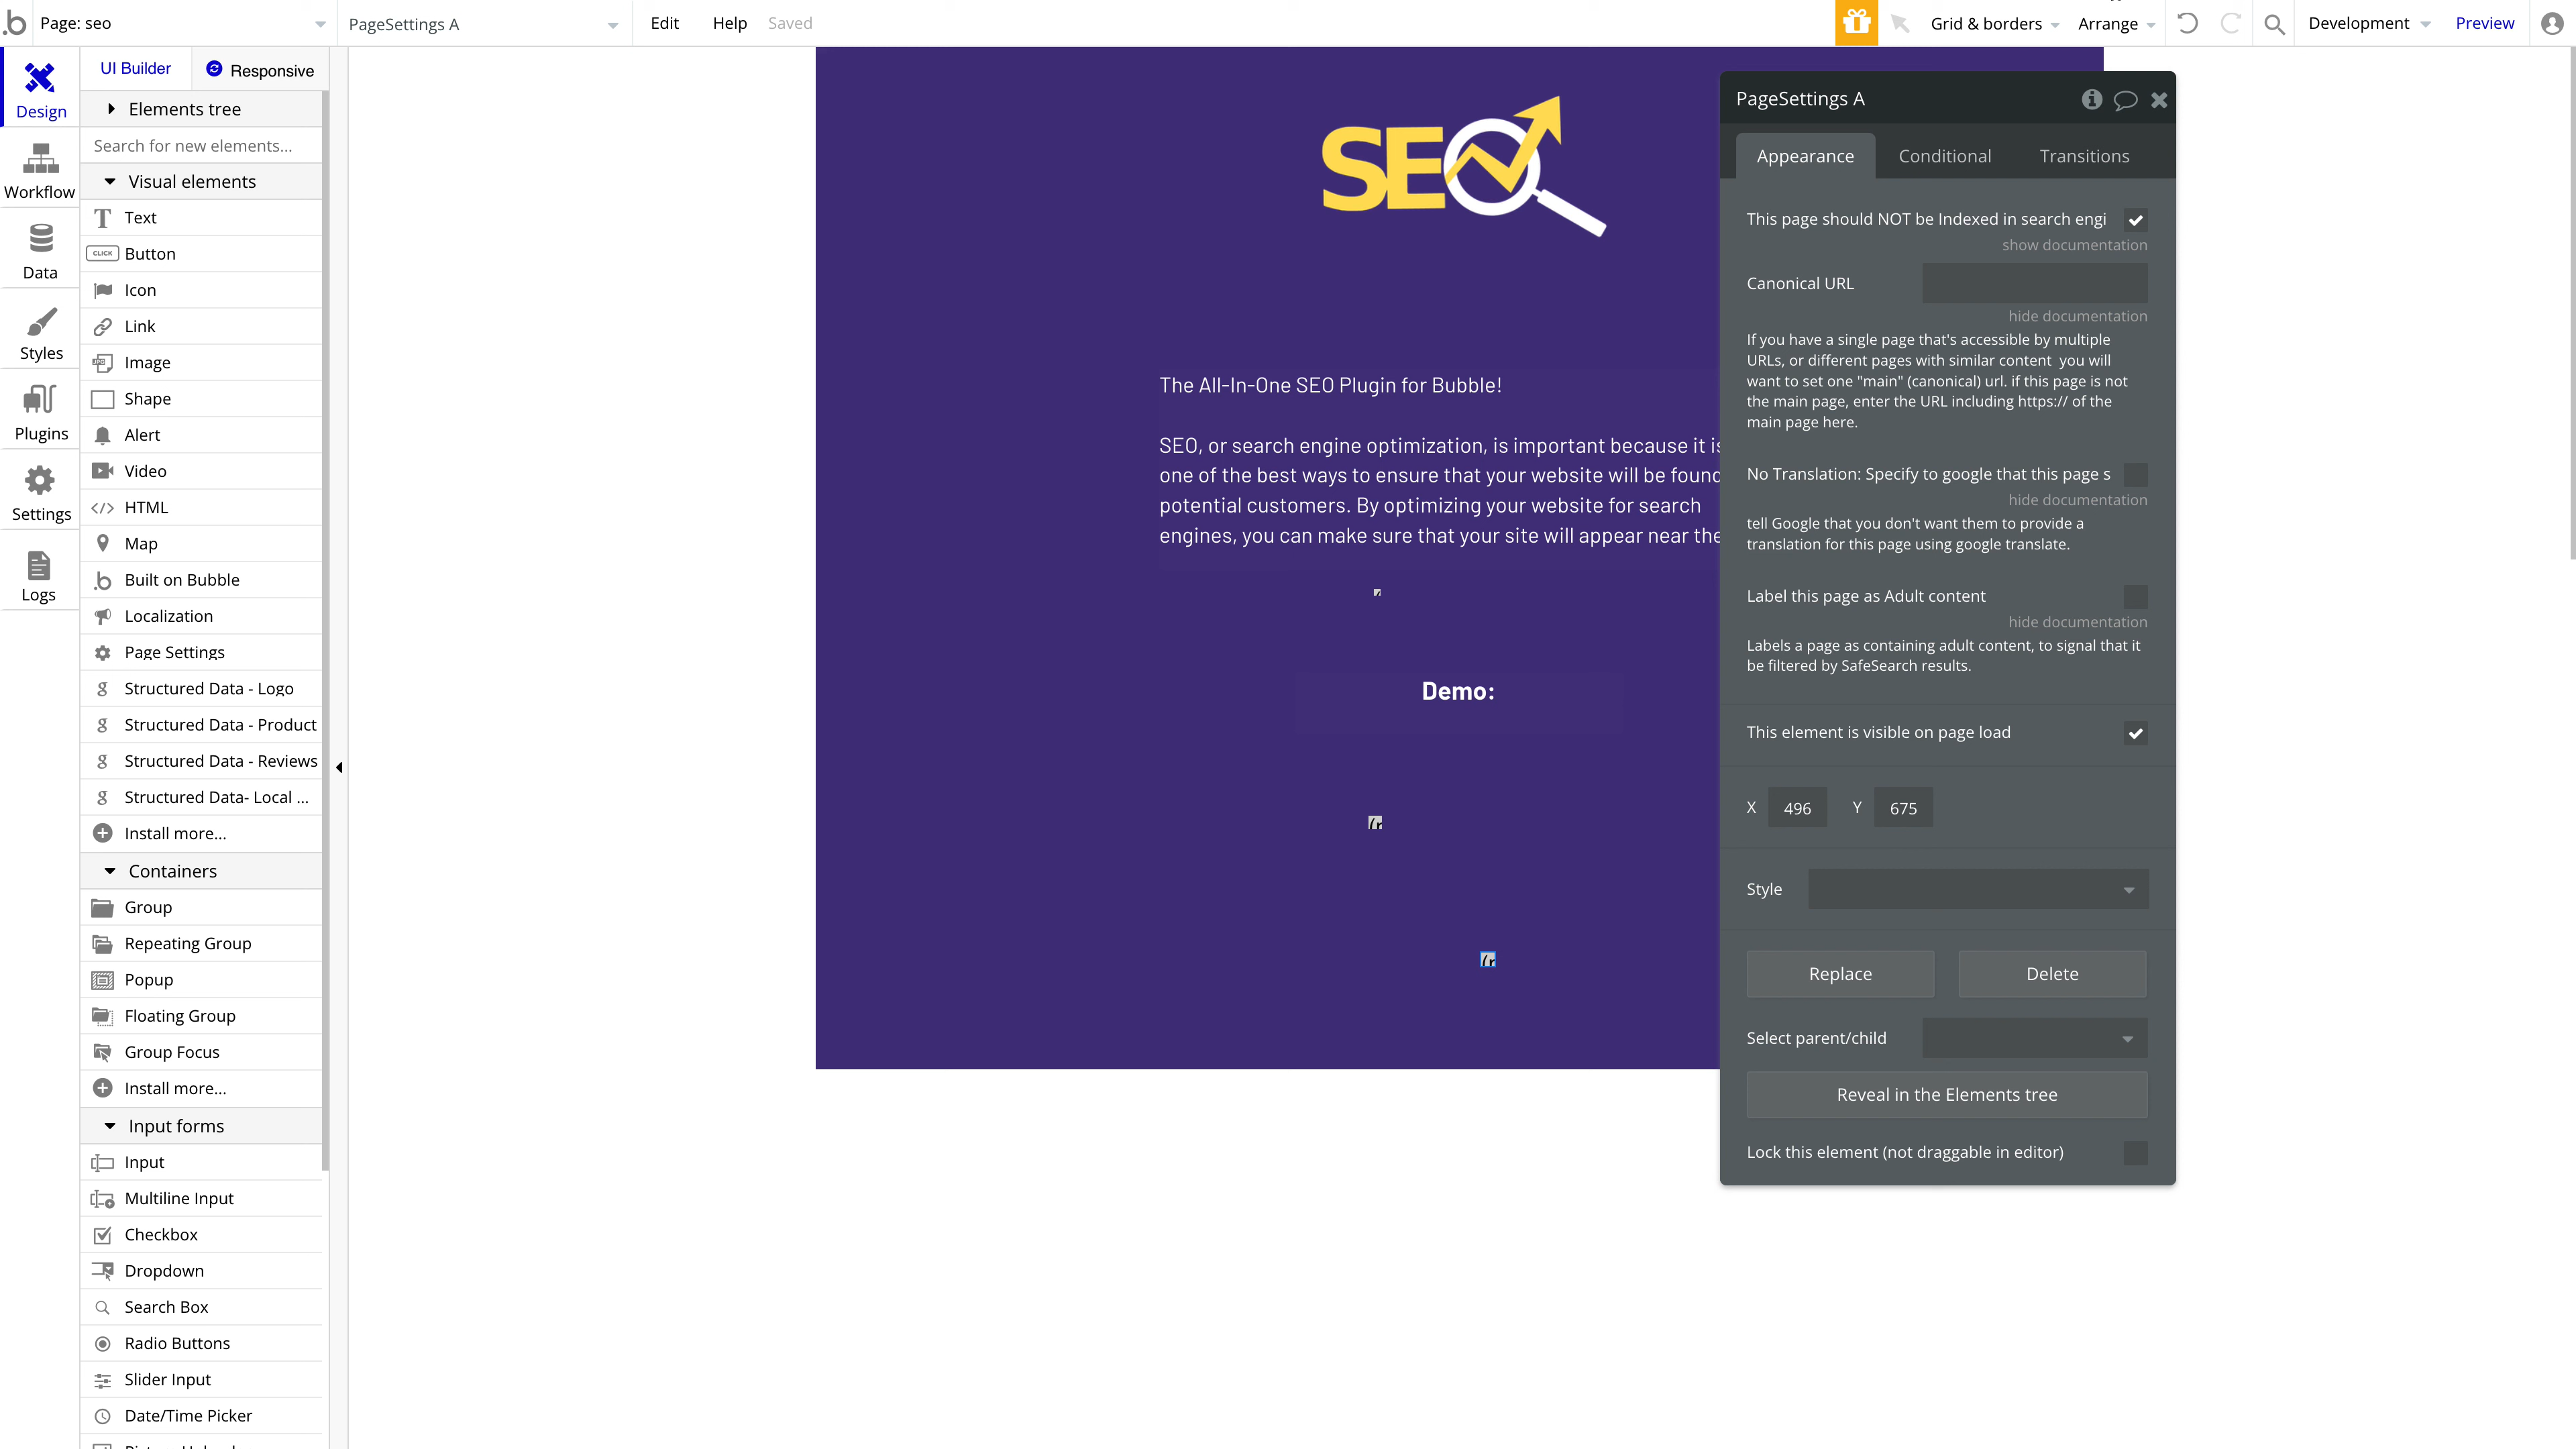 Page: seo
PageSettings A
Edit
Help
Saved
Grid & borders
Arrange
Development
Preview
Design
Workflow
Data
Styles
Plugins
Settings
Logs
UI Builder
Responsive
Elements tree
Search for new elements...
Visual elements
Text
CLICK
Button
Icon
Link
Image
Shape
Alert
Video
HTML
Map
Built on Bubble
Localization
Page Settings
Structured Data - Logo
Structured Data - Product
Structured Data - Reviews
Structured Data- Local ...
Install more...
Containers
Group
Repeating Group
Popup
Floating Group
Group Focus
Install more...
Input forms
Input
Multiline Input
Checkbox
Dropdown
Search Box
Radio Buttons
Slider Input
Date/Time Picker
SEO
The All-In-One SEO Plugin for Bubble!
SEO, or search engine optimization, is important because it is
one of the best ways to ensure that your website will be found
potential customers. By optimizing your website for search
engines, you can make sure that your site will appear near the
Demo:
PageSettings A
Appearance
Conditional
Transitions
This page should NOT be Indexed in search engi
show documentation
Canonical URL
hide documentation
If you have a single page that's accessible by multiple
URLs, or different pages with similar content you will
want to set one "main" (canonical) url. if this page is not
the main page, enter the URL including https:// of the
main page here.
No Translation: Specify to google that this page s
hide documentation
tell Google that you don't want them to provide a
translation for this page using google translate.
Label this page as Adult content
hide documentation
Labels a page as containing adult content, to signal that it
be filtered by SafeSearch results.
This element is visible on page load
X 496 Y 675
Style
Replace
Delete
Select parent/child
Reveal in the Elements tree
Lock this element (not draggable in editor)